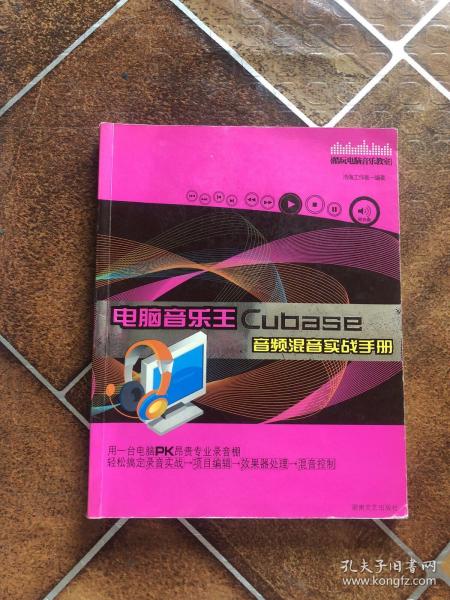 酷玩电脑音乐教室
电脑音乐王Cubase
音频混音实战手册
用一台电脑PK昂贵专业录音棚
轻松搞定录音实战→项目编辑→效果器处理→混音控制
湖南文艺出版社
孔夫子旧书网
www.kongfz.com